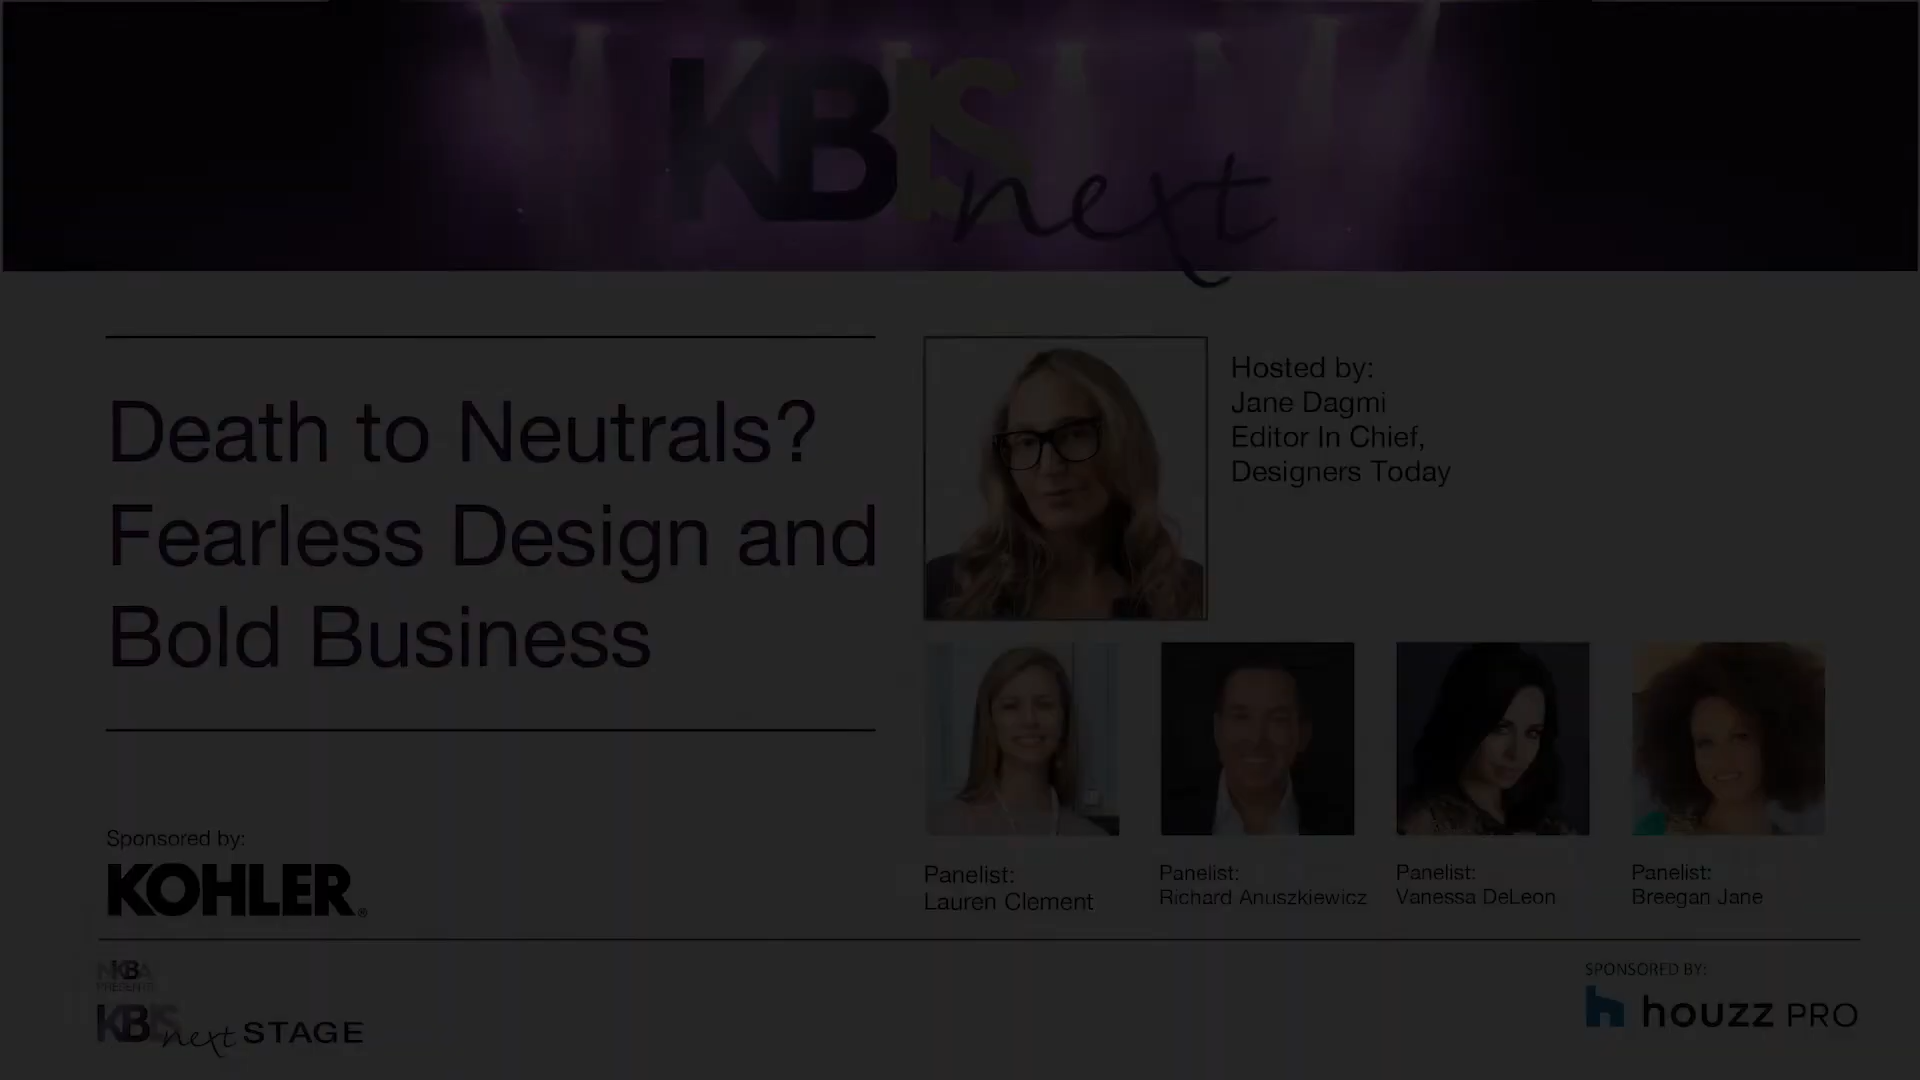 KBIS
next
Death to Neutrals?
Fearless Design and
Bold Business
Hosted by:
Jane Dagmi
Editor In Chief,
Designers Today
Panelist:
Lauren Clement
Panelist:
Richard Anuszkiewicz
Panelist:
Vanessa DeLeon
Panelist:
Breegan Jane
Sponsored by:
KOHLER®
NKBA
PRESENTS
KBIS next STAGE
SPONSORED BY:
houzz PRO